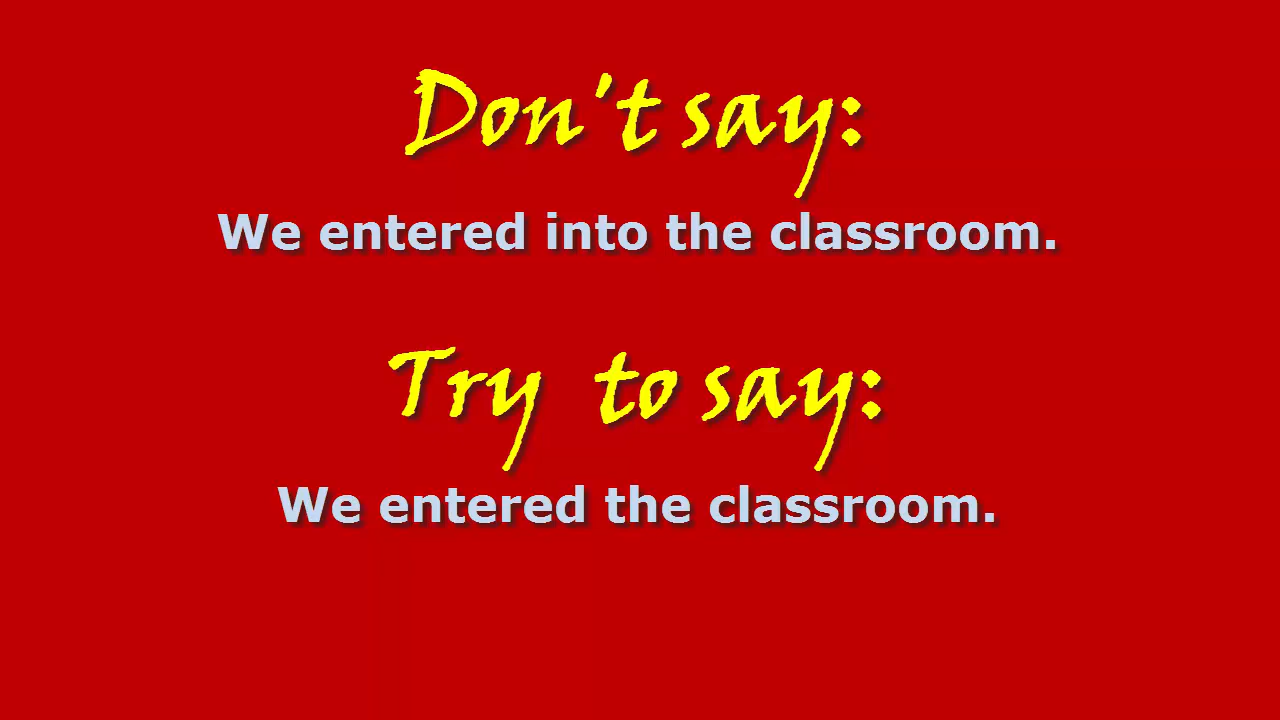 Don't say:
We entered into the classroom.
Try to say:
We entered the classroom.